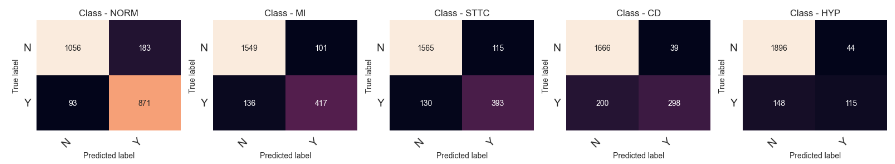 Class - NORM
True label
N
1056 183
Y
93 871
N Y
Predicted label
Class - MI
True label
N
1549 101
Y
136 417
N Y
Predicted label
Class - STTC
True label
N
1565 115
Y
130 393
N Y
Predicted label
Class - CD
True label
N
1666 39
Y
200 298
N Y
Predicted label
Class - HYP
True label
N
1896 44
Y
148 115
N Y
Predicted label